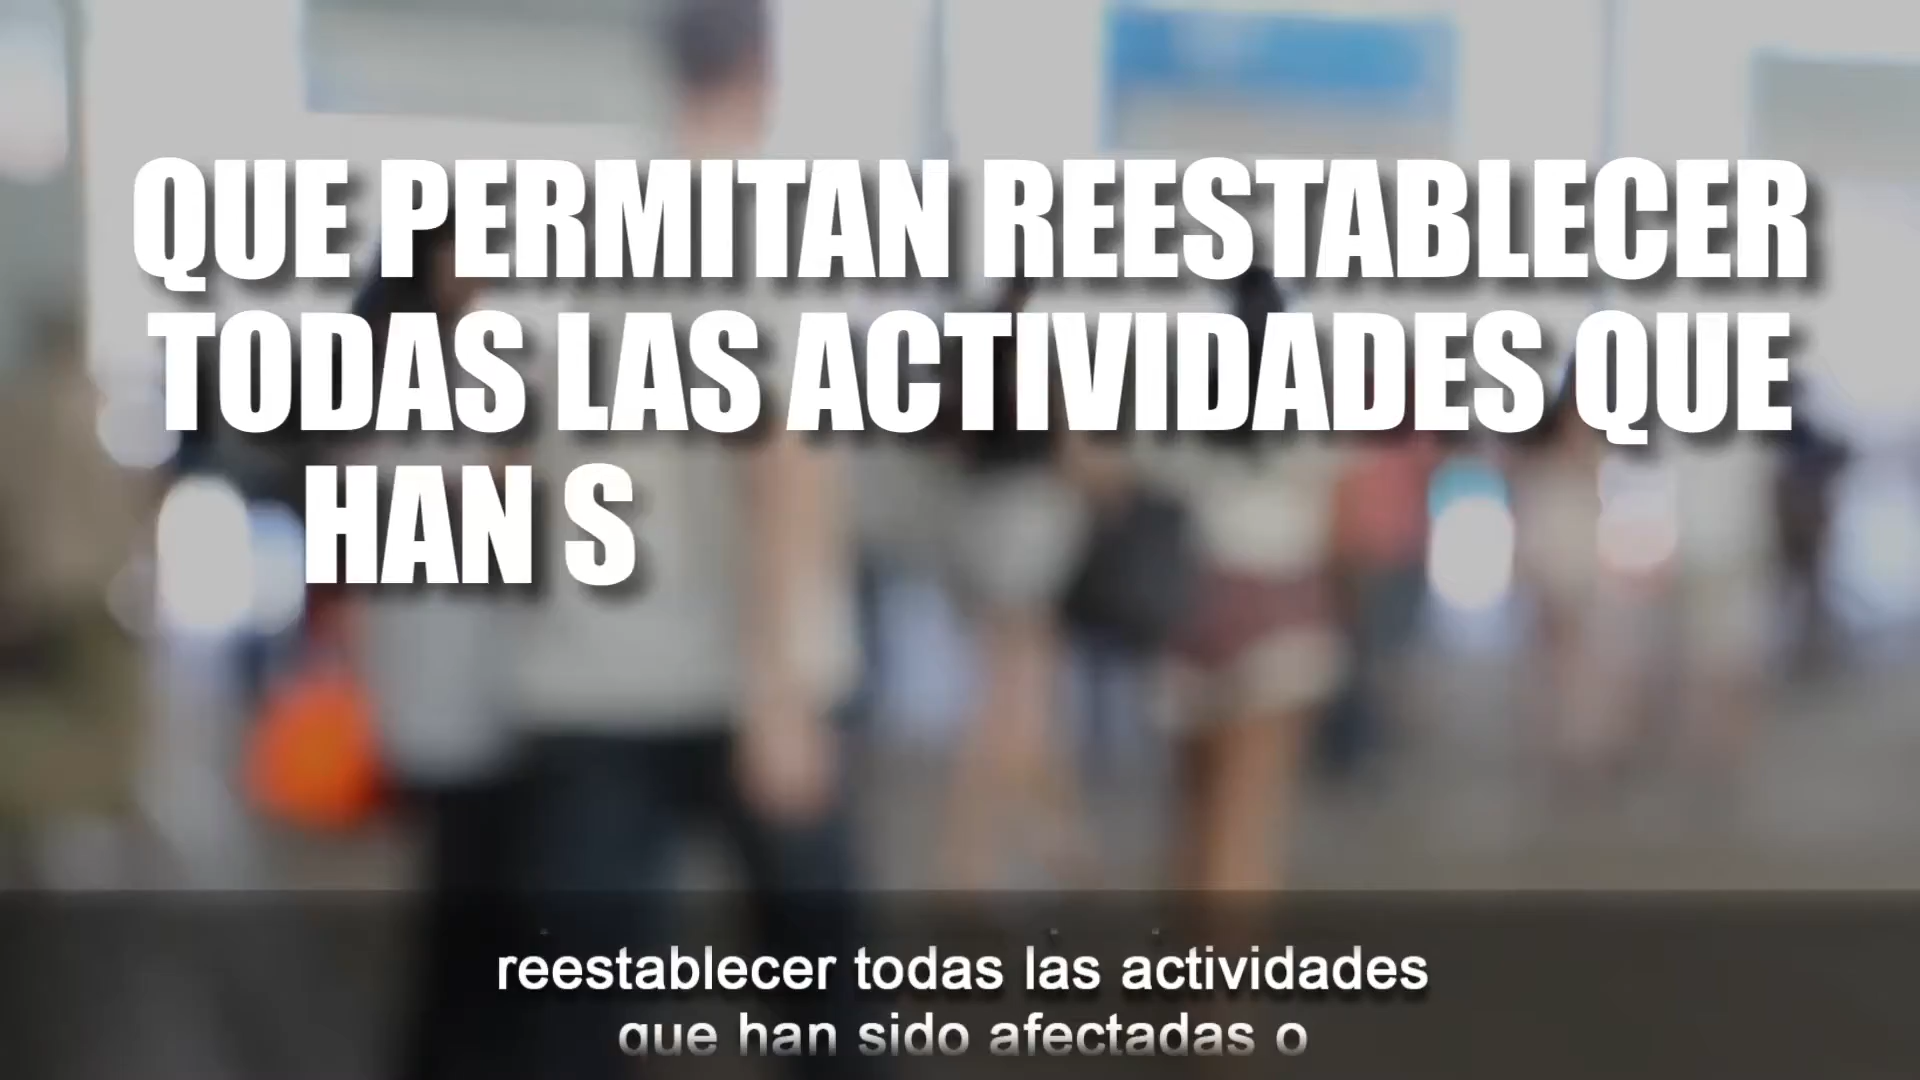 QUE PERMITAN REESTABLECER
TODAS LAS ACTIVIDADES QUE
HAN S
reestablecer todas las actividades
que han sido afectadas o